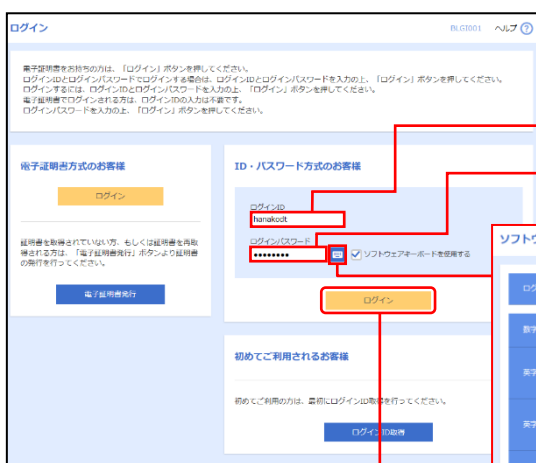 ログイン
BLGI001 ヘルプ ?
電子証明書をお持ちの方は、「ログイン」ボタンを押してください。
ログインIDとログインパスワードでログインする場合は、ログインIDとログインパスワードを入力の上、「ログイン」ボタンを押してください。
ログインするには、ログインIDとログインパスワードを入力の上、「ログイン」ボタンを押してください。
電子証明書でログインされる方は、ログインIDの入力は不要です。
ログインパスワードを入力の上、「ログイン」ボタンを押してください。
電子証明書方式のお客様
ログイン
証明書を取得されていない方、もしくは証明書を再取
得される方は、「電子証明書発行」ボタンより証明書
の発行を行ってください。
電子証明書発行
ID・パスワード方式のお客様
ログインID
hanakodt
ログインパスワード
●●●●●●●●
ソフトウェアキーボードを使用する
ログイン
初めてご利用されるお客様
初めてご利用の方は、最初にログインID取得を行ってください。
ログインID取得
ソフトウ
ログ
数字
英字
英字